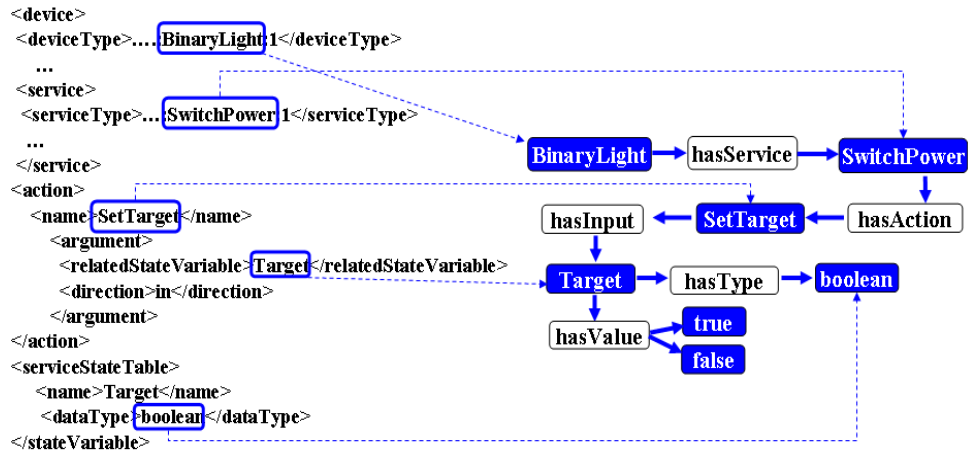 <device>
<deviceType>....:BinaryLight:1</deviceType>
...
<service>
<serviceType>...:SwitchPower:1</serviceType>
...
</service>
<action>
<name>SetTarget</name>
<argument>
<relatedStateVariable>Target</relatedStateVariable>
<direction>in</direction>
</argument>
</action>
<serviceStateTable>
<name>Target</name>
<dataType>boolean</dataType>
</stateVariable>
BinaryLight hasService SwitchPower
hasInput SetTarget hasAction
Target hasType boolean
hasValue true
false